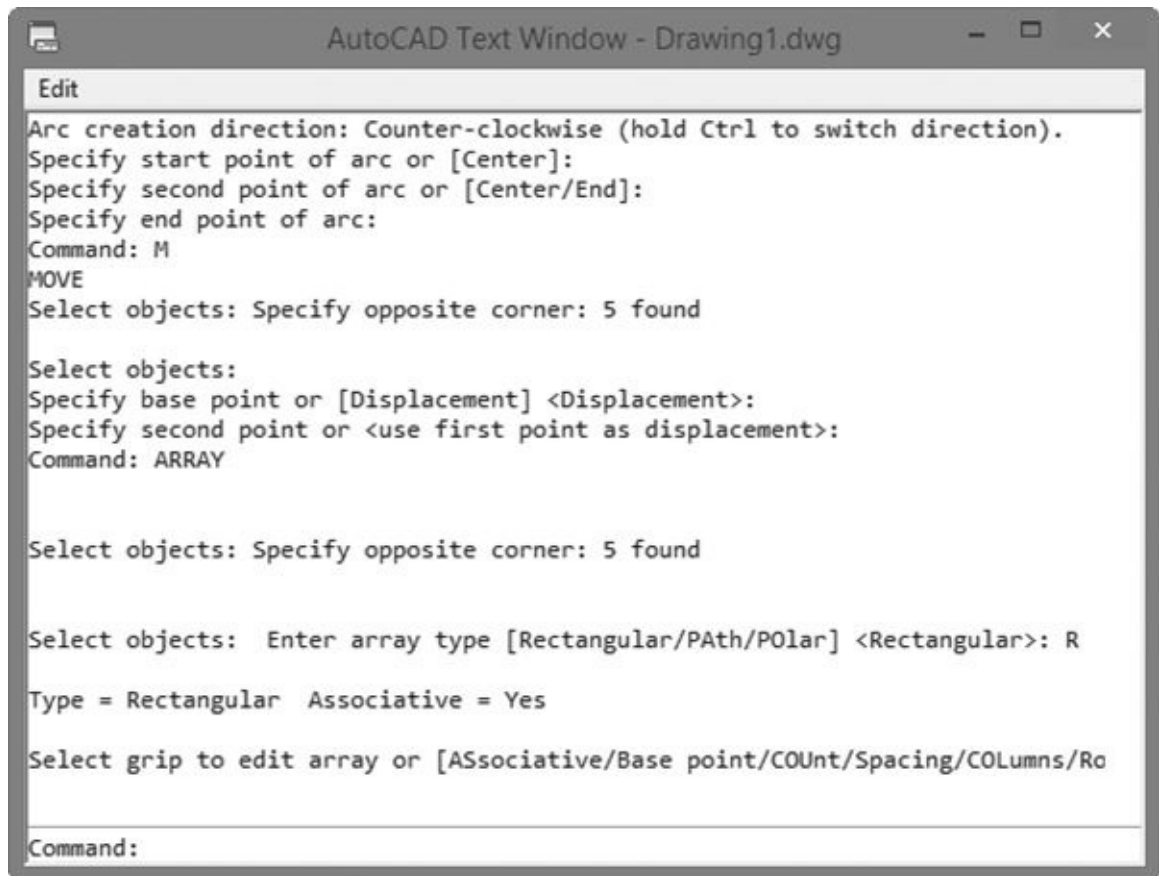 AutoCAD Text Window - Drawing1.dwg
Edit
Arc creation direction: Counter-clockwise (hold Ctrl to switch direction).
Specify start point of arc or [Center]:
Specify second point of arc or [Center/End]:
Specify end point of arc:
Command: M
MOVE
Select objects: Specify opposite corner: 5 found
Select objects:
Specify base point or [Displacement] <Displacement>:
Specify second point or <use first point as displacement>:
Command: ARRAY
Select objects: Specify opposite corner: 5 found
Select objects:  Enter array type [Rectangular/PAth/POlar] <Rectangular>: R
Type = Rectangular  Associative = Yes
Select grip to edit array or [ASsociative/Base point/COUnt/Spacing/COLumns/Ro
Command: